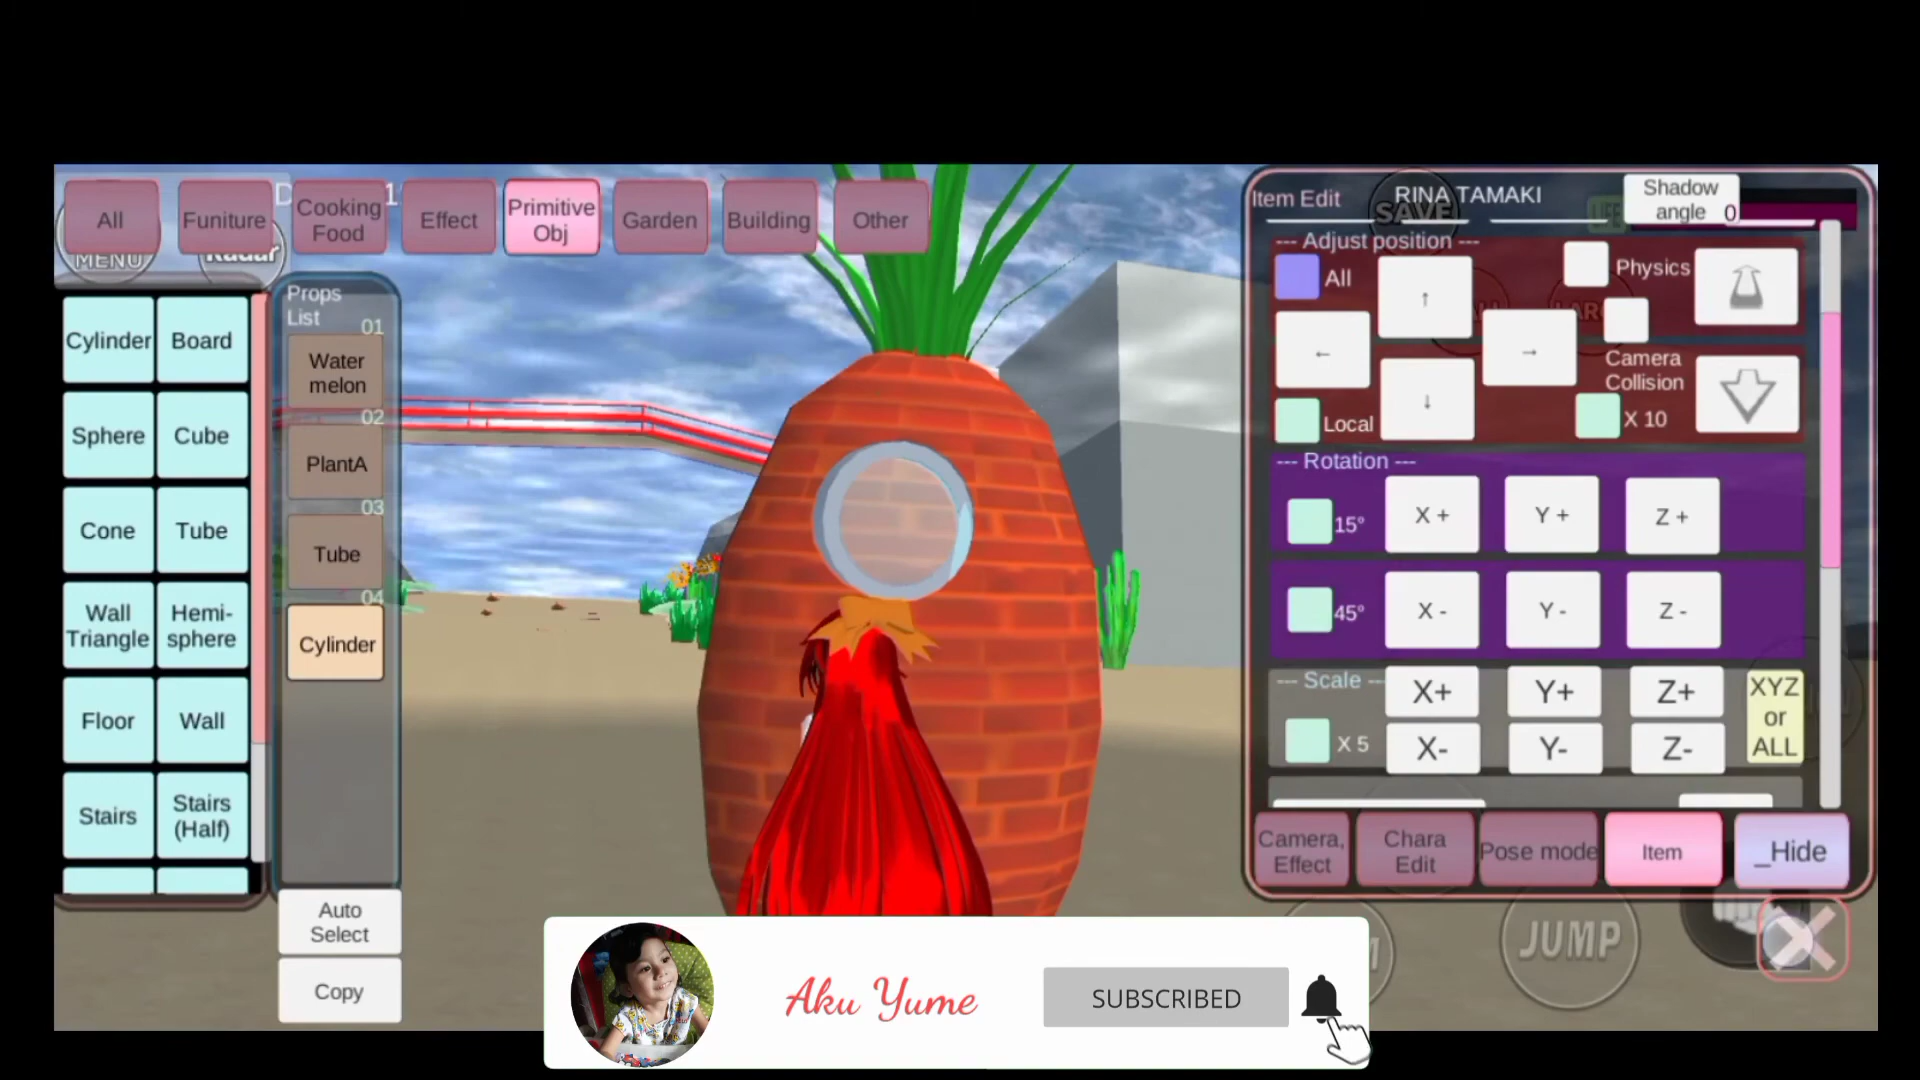 All
Funiture
Cooking
Food
Effect
Primitive
Obj
Garden
Building
Other
MENU
Radar
Cylinder
Board
Sphere
Cube
Cone
Tube
Wall
Triangle
Hemi-
sphere
Floor
Wall
Stairs
Stairs
(Half)
Props
List
01
Water
melon
02
PlantA
03
Tube
04
Cylinder
Auto
Select
Copy
Item Edit
RINA TAMAKI
SAVE
Shadow
angle
0
LIFE
--- Adjust position ---
All
↑
Physics
←
→
Camera
Collision
Local
↓
X 10
--- Rotation ---
15°
X +
Y +
Z +
45°
X -
Y -
Z -
--- Scale ---
X+
Y+
Z+
XYZ
or
ALL
X 5
X-
Y-
Z-
Camera,
Effect
Chara
Edit
Pose mode
Item
_Hide
JUMP
Aku Yume
SUBSCRIBED